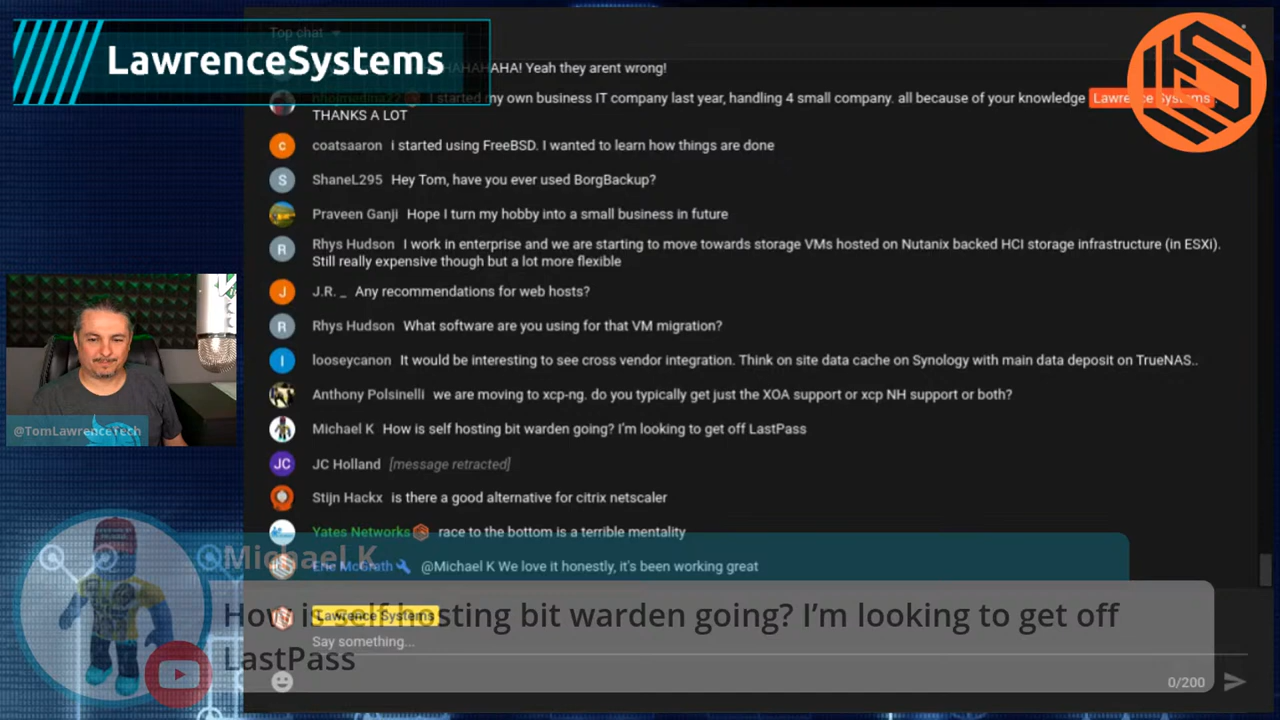 LawrenceSystems
Top chat
HAHAHAHA! Yeah they arent wrong!
I started my own business IT company last year, handling 4 small company. all because of your knowledge Lawrence Systems
THANKS A LOT
coatsaaron i started using FreeBSD. I wanted to learn how things are done
ShaneL295 Hey Tom, have you ever used BorgBackup?
Praveen Ganji Hope I turn my hobby into a small business in future
Rhys Hudson I work in enterprise and we are starting to move towards storage VMs hosted on Nutanix backed HCI storage infrastructure (in ESXi).
Still really expensive though but a lot more flexible
J.R. _ Any recommendations for web hosts?
Rhys Hudson What software are you using for that VM migration?
looseycanon It would be interesting to see cross vendor integration. Think on site data cache on Synology with main data deposit on TrueNAS..
Anthony Polsinelli we are moving to xcp-ng. do you typically get just the XOA support or xcp NH support or both?
@TomLawrenceTech
Michael K How is self hosting bit warden going? I'm looking to get off LastPass
JC JC Holland [message retracted]
Stijn Hackx is there a good alternative for citrix netscaler
Yates Networks race to the bottom is a terrible mentality
Michael K
Eric McGrath @Michael K We love it honestly, it's been working great
How is self hosting bit warden going? I'm looking to get off
LastPass
Lawrence Systems
Say something...
0/200